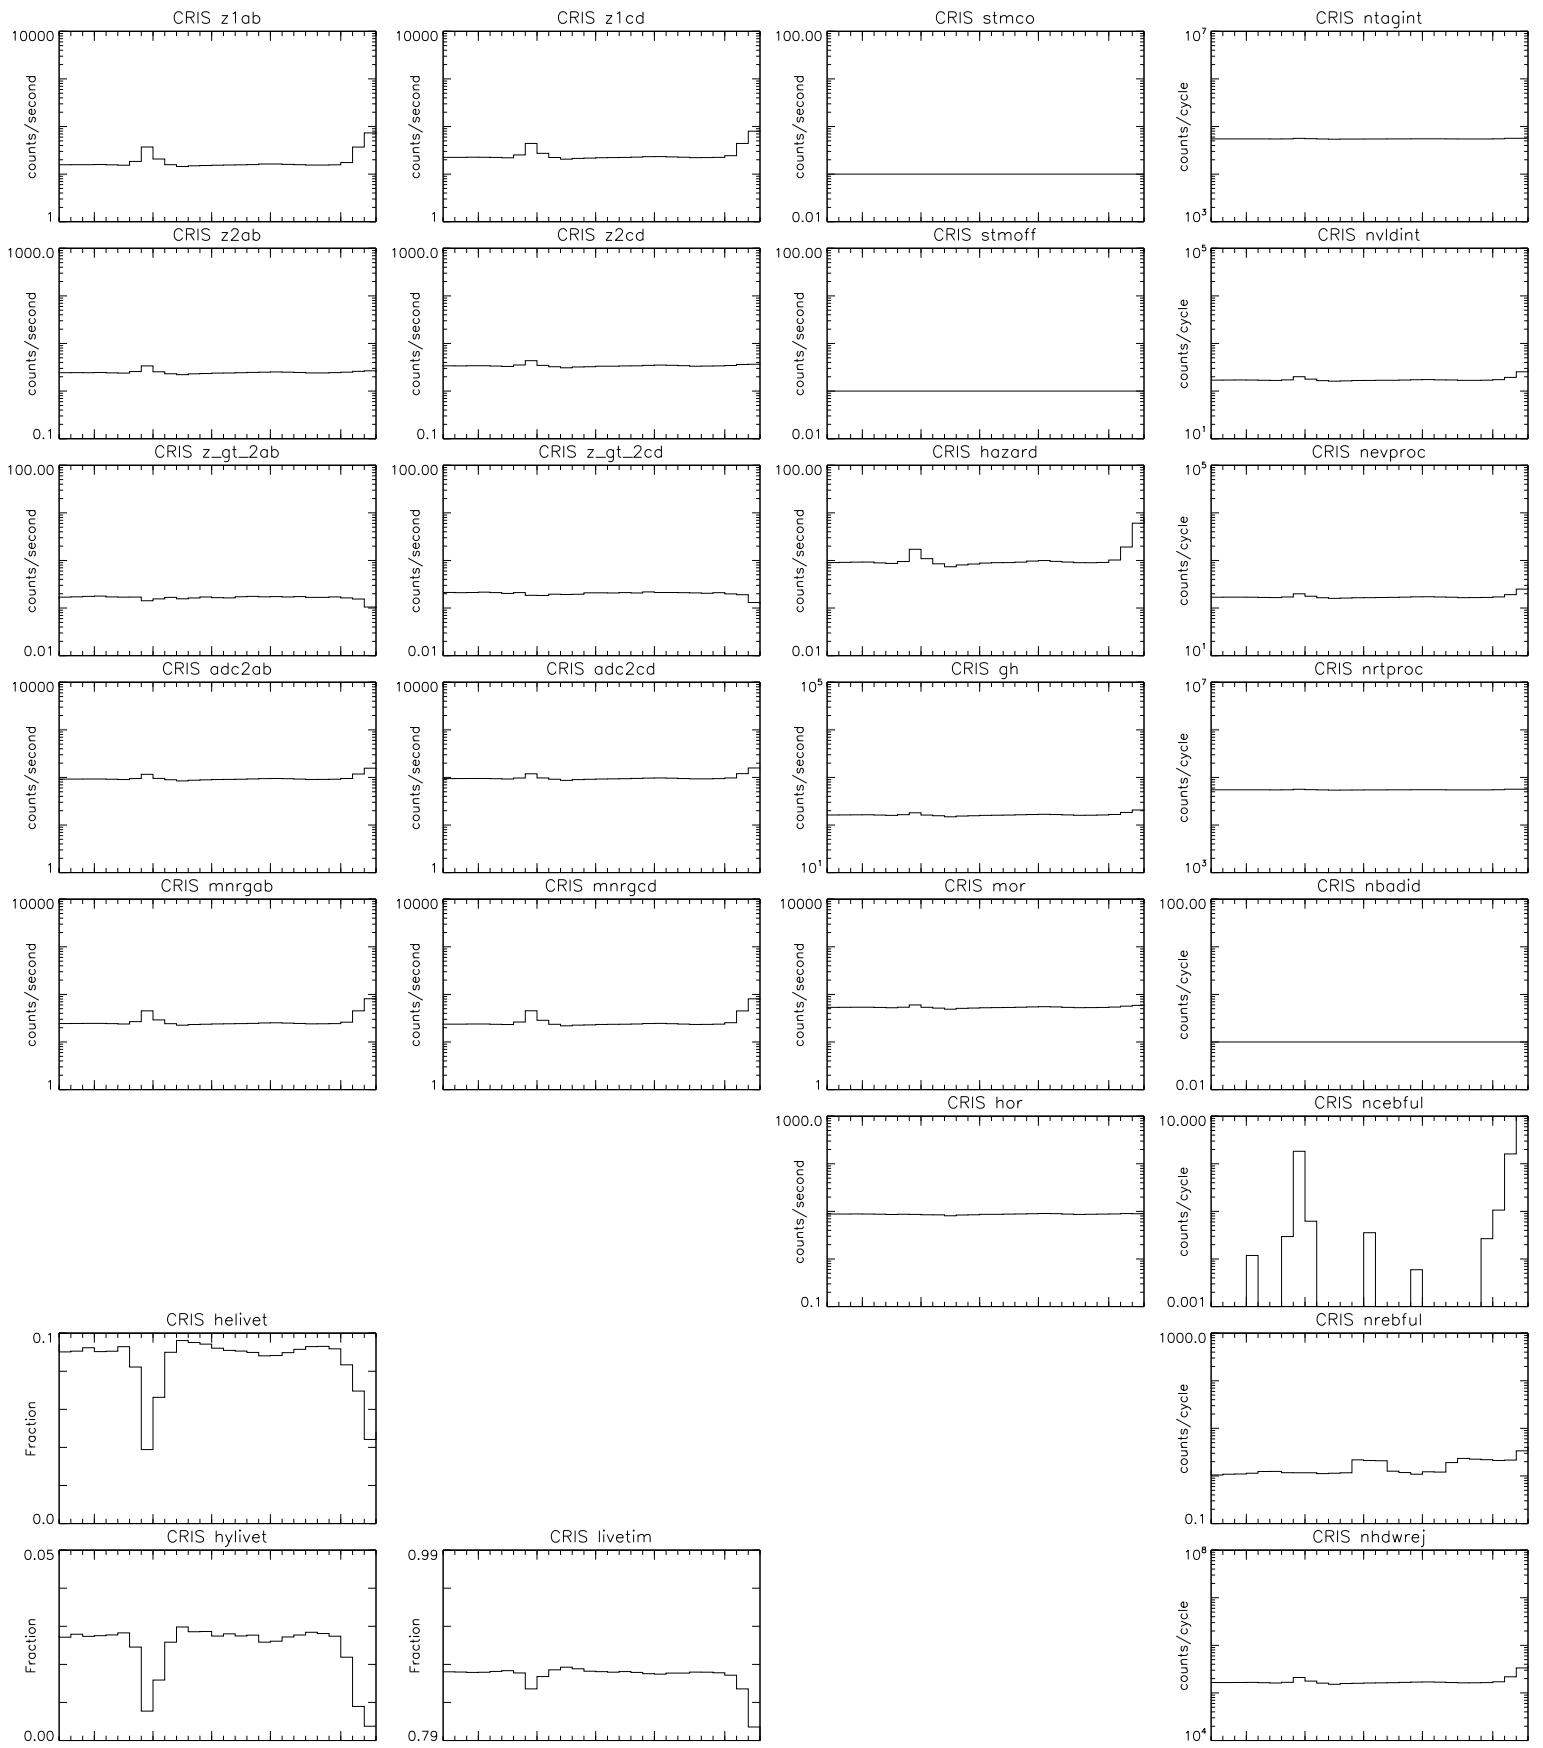 CRIS z1ab
CRIS z1cd
CRIS stmco
CRIS ntagint
10000
counts/second
1
10000
counts/second
1
100.00
counts/second
0.01
10⁷
counts/cycle
10³
CRIS z2ab
CRIS z2cd
CRIS stmoff
CRIS nvldint
1000.0
counts/second
0.1
1000.0
counts/second
0.1
100.00
counts/second
0.01
10⁵
counts/cycle
10¹
CRIS z_gt_2ab
CRIS z_gt_2cd
CRIS hazard
CRIS nevproc
100.00
counts/second
0.01
100.00
counts/second
0.01
100.00
counts/second
0.01
10⁵
counts/cycle
10¹
CRIS adc2ab
CRIS adc2cd
CRIS gh
CRIS nrtproc
10000
counts/second
1
10000
counts/second
1
10⁵
counts/second
10¹
10⁷
counts/cycle
10³
CRIS mnrgab
CRIS mnrgcd
CRIS mor
CRIS nbadid
10000
counts/second
1
10000
counts/second
1
10000
counts/second
1
100.00
counts/cycle
0.01
CRIS hor
CRIS ncebful
1000.0
counts/second
0.1
10.000
counts/cycle
0.001
CRIS helivet
CRIS nrebful
0.1
Fraction
0.0
1000.0
counts/cycle
0.1
CRIS hylivet
CRIS livetim
CRIS nhdwrej
0.05
Fraction
0.00
0.99
Fraction
0.79
10⁸
counts/cycle
10⁴